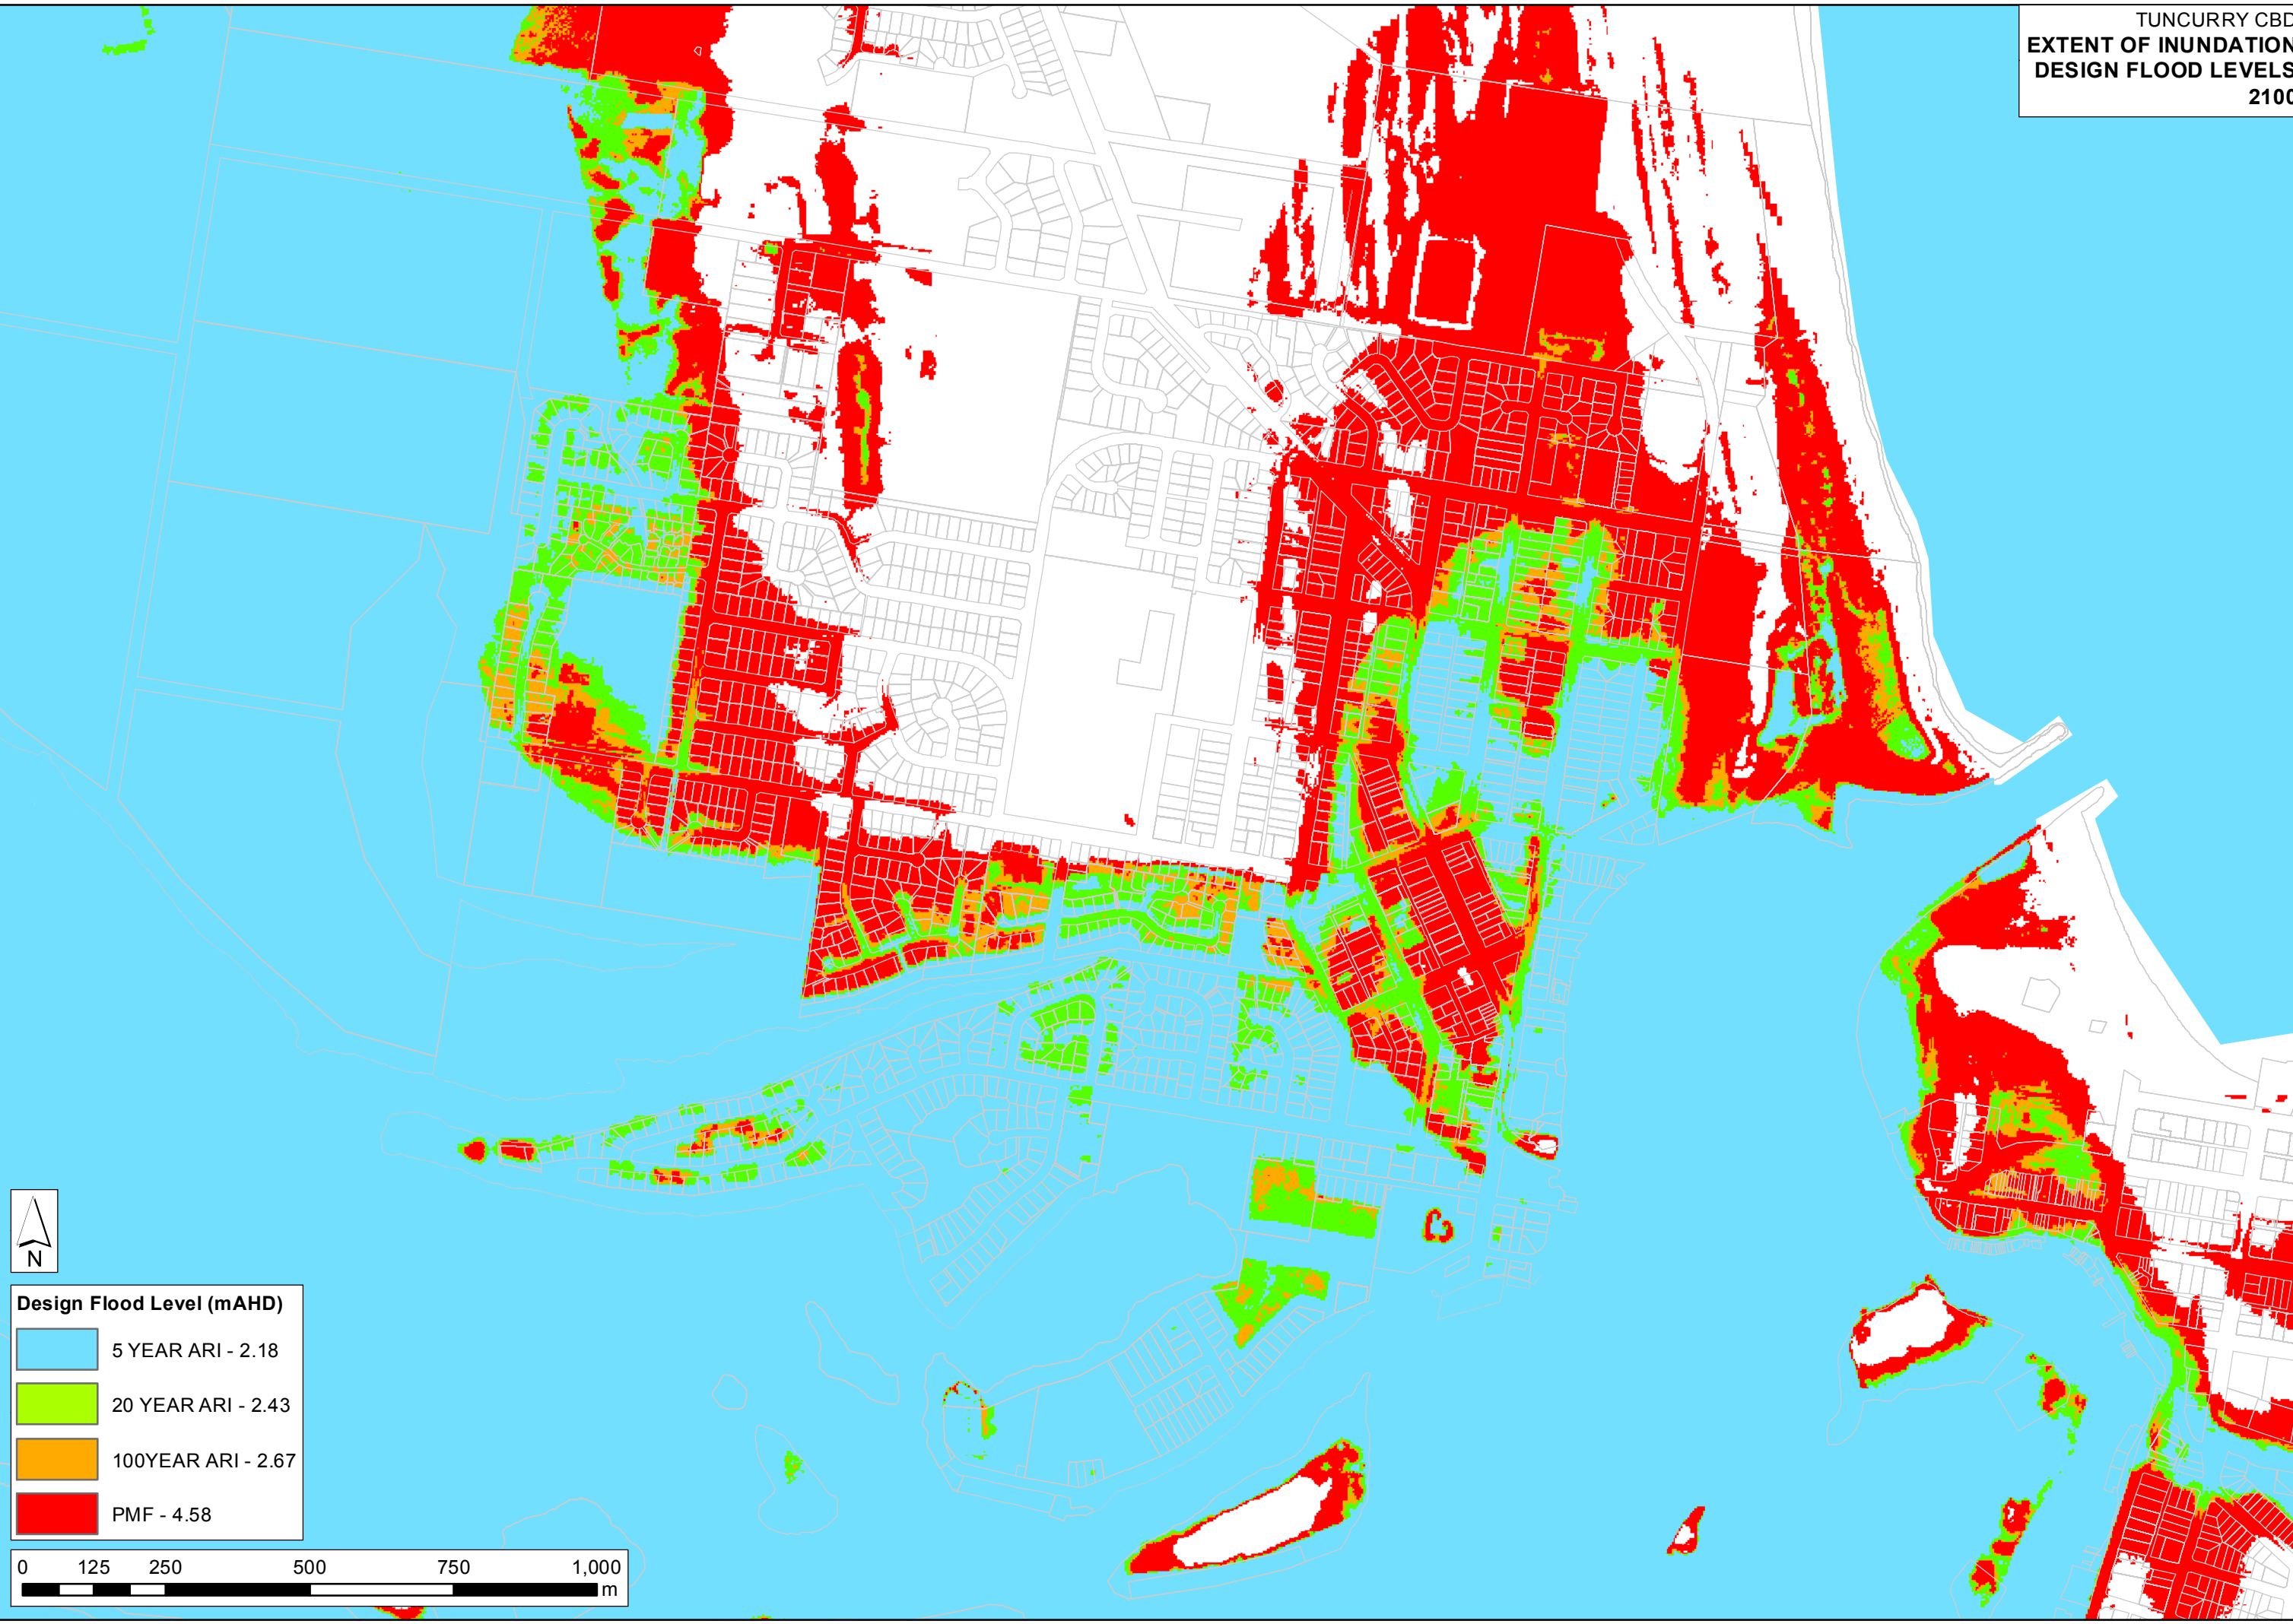 TUNCURRY CBD
EXTENT OF INUNDATION
DESIGN FLOOD LEVELS
2100
N
Design Flood Level (mAHD)
5 YEAR ARI - 2.18
20 YEAR ARI - 2.43
100YEAR ARI - 2.67
PMF - 4.58
0 125 250 500 750 1,000
m